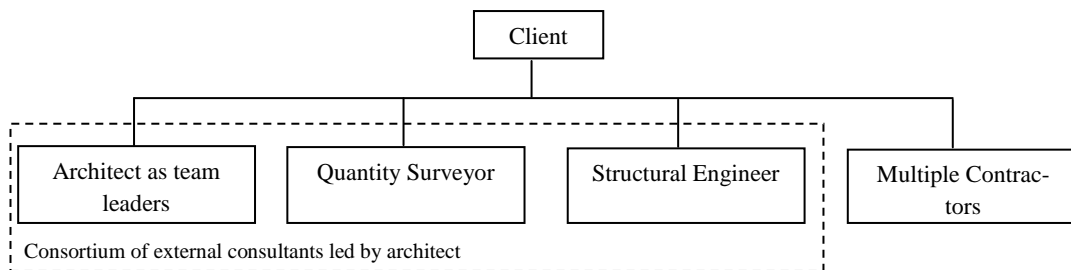 Client
Architect as team
leaders
Quantity Surveyor
Structural Engineer
Multiple Contrac-
tors
Consortium of external consultants led by architect